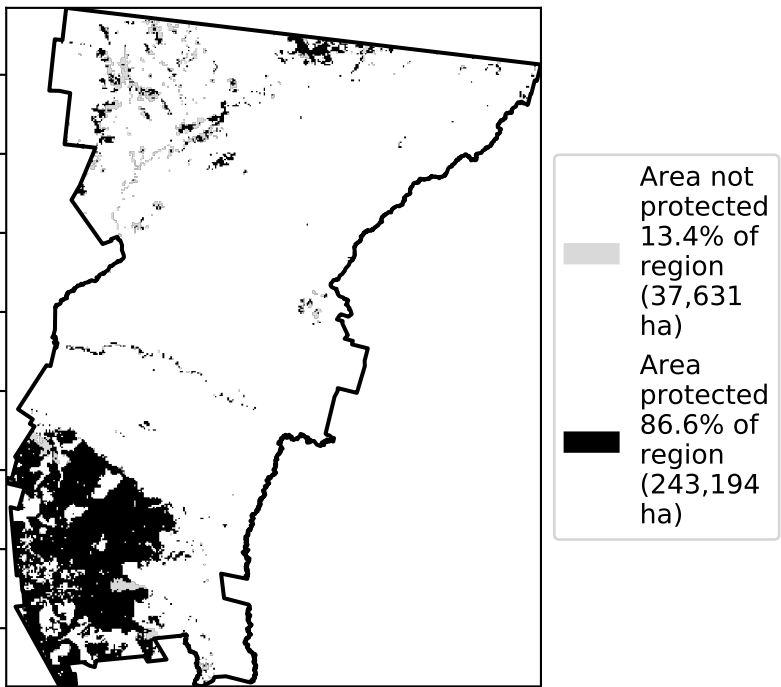 Area not
protected
13.4% of
region
(37,631
ha)
Area
protected
86.6% of
region
(243,194
ha)